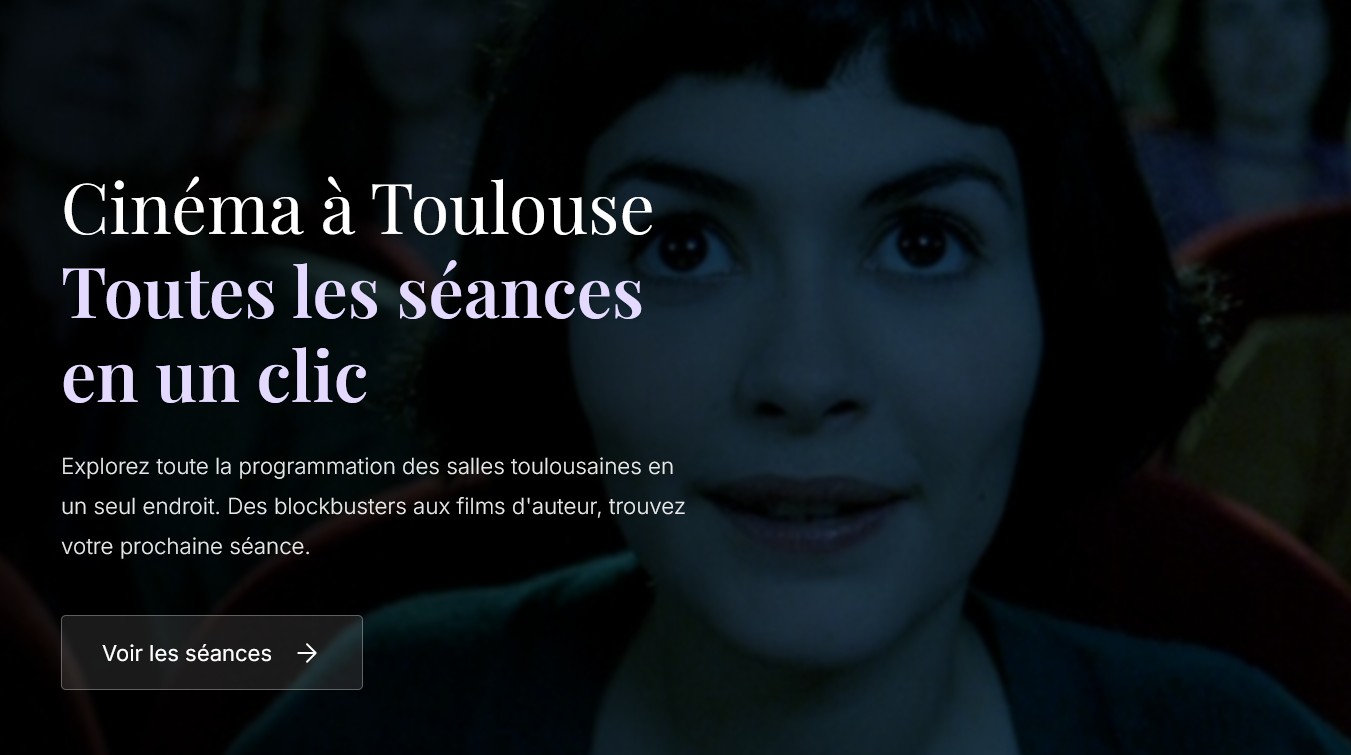 Cinéma à Toulouse
Toutes les séances
en un clic
Explorez toute la programmation des salles toulousaines en
un seul endroit. Des blockbusters aux films d'auteur, trouvez
votre prochaine séance.
Voir les séances →